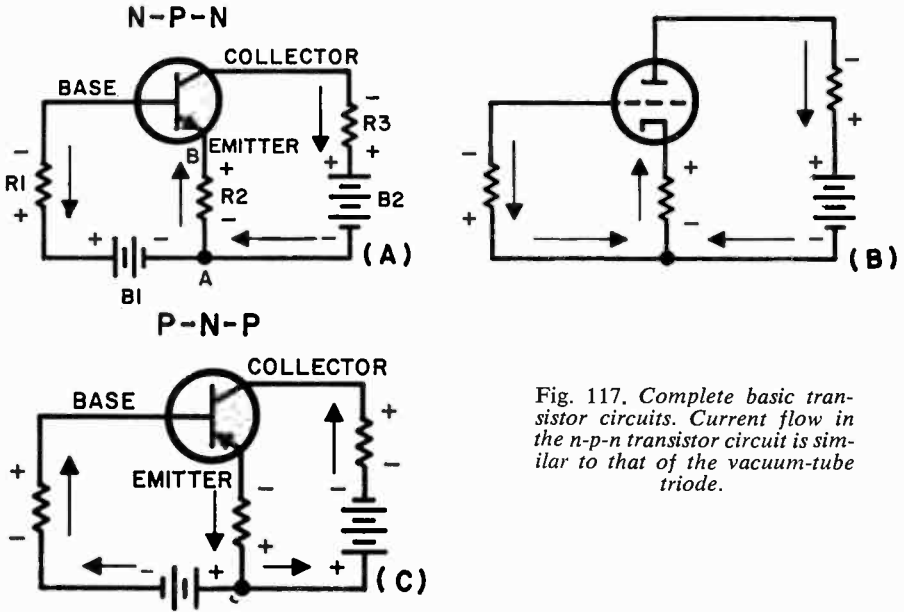 N-P-N
COLLECTOR
BASE
B
EMITTER
R1
R2
R3
B2
B1
A
(A)
(B)
P-N-P
COLLECTOR
BASE
EMITTER
(C)
Fig. 117. Complete basic tran-
sistor circuits. Current flow in
the n-p-n transistor circuit is sim-
ilar to that of the vacuum-tube
triode.